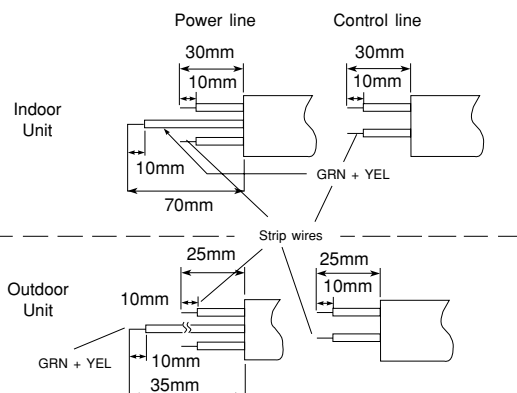 Power line
Control line
30mm
30mm
10mm
10mm
Indoor
Unit
10mm
GRN + YEL
70mm
Strip wires
25mm
25mm
Outdoor
Unit
10mm
10mm
GRN + YEL
10mm
35mm